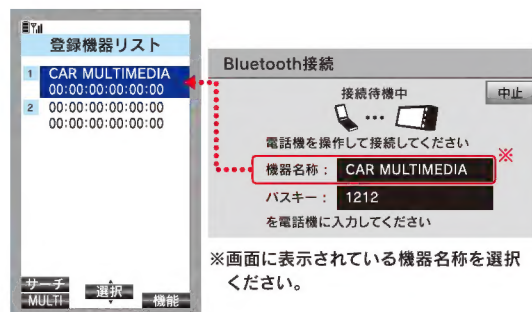 登録機器リスト
1 CAR MULTIMEDIA
00:00:00:00:00:00
2 00:00:00:00:00:00
00:00:00:00:00:00
サーチ
MULTI
選択
機能
Bluetooth接続
接続待機中
中止
電話機を操作して接続してください
機器名称： CAR MULTIMEDIA
※
パスキー： 1212
を電話機に入力してください
※画面に表示されている機器名称を選択
ください。